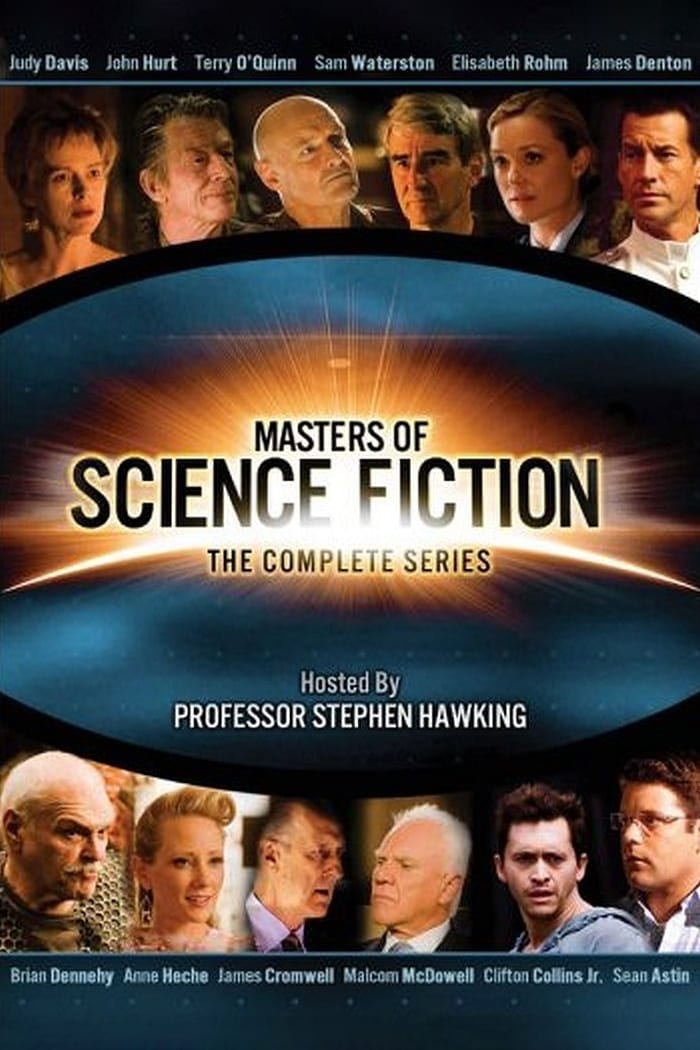 Judy Davis John Hurt Terry O'Quinn Sam Waterston Elisabeth Rohm James Denton
MASTERS OF
SCIENCE FICTION
THE COMPLETE SERIES
Hosted By
PROFESSOR STEPHEN HAWKING
Brian Dennehy Anne Heche James Cromwell Malcom McDowell Clifton Collins Jr. Sean Astin